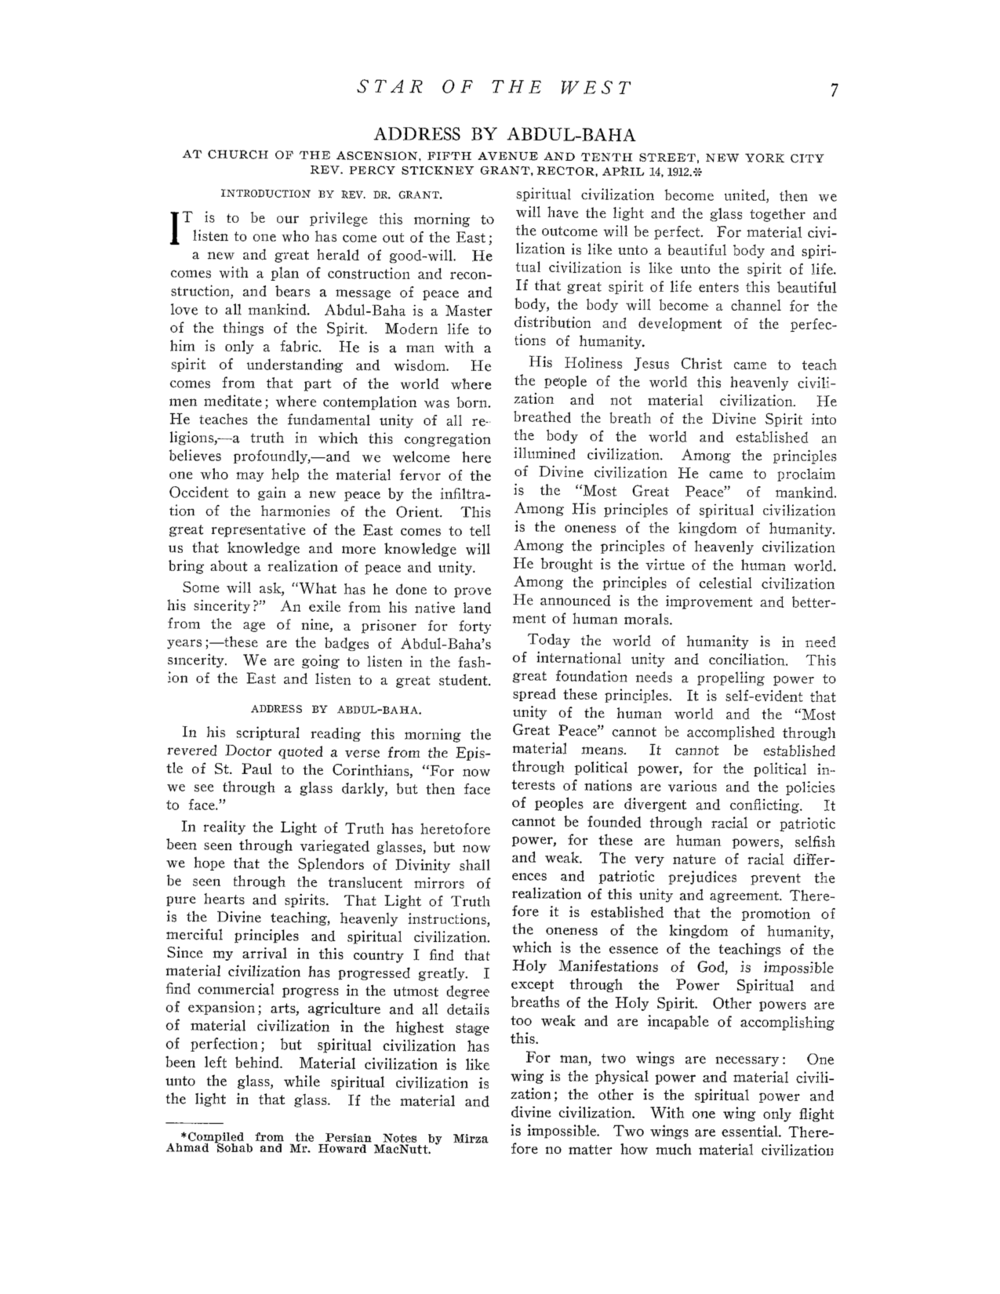 STAR OF THE WEST 7
ADDRESS BY ABDUL-BAHA
AT CHURCH OF THE ASCENSION, FIFTH AVENUE AND TENTH STREET, NEW YORK CITY
REV. PERCY STICKNEY GRANT, RECTOR, APRIL 14, 1912.*
INTRODUCTION BY REV. DR. GRANT.
IT is to be our privilege this morning to
listen to one who has come out of the East;
a new and great herald of good-will. He
comes with a plan of construction and recon-
struction, and bears a message of peace and
love to all mankind. Abdul-Baha is a Master
of the things of the Spirit. Modern life to
him is only a fabric. He is a man with a
spirit of understanding and wisdom. He
comes from that part of the world where
men meditate; where contemplation was born.
He teaches the fundamental unity of all re-
ligions,—a truth in which this congregation
believes profoundly,—and we welcome here
one who may help the material fervor of the
Occident to gain a new peace by the infiltra-
tion of the harmonies of the Orient. This
great representative of the East comes to tell
us that knowledge and more knowledge will
bring about a realization of peace and unity.
Some will ask, "What has he done to prove
his sincerity?" An exile from his native land
from the age of nine, a prisoner for forty
years;—these are the badges of Abdul-Baha's
sincerity. We are going to listen in the fash-
ion of the East and listen to a great student.
ADDRESS BY ABDUL-BAHA.
In his scriptural reading this morning the
revered Doctor quoted a verse from the Epis-
tle of St. Paul to the Corinthians, "For now
we see through a glass darkly, but then face
to face."
In reality the Light of Truth has heretofore
been seen through variegated glasses, but now
we hope that the Splendors of Divinity shall
be seen through the translucent mirrors of
pure hearts and spirits. That Light of Truth
is the Divine teaching, heavenly instructions,
merciful principles and spiritual civilization.
Since my arrival in this country I find that
material civilization has progressed greatly. I
find commercial progress in the utmost degree
of expansion; arts, agriculture and all details
of material civilization in the highest stage
of perfection; but spiritual civilization has
been left behind. Material civilization is like
unto the glass, while spiritual civilization is
the light in that glass. If the material and
*Compiled from the Persian Notes by Mirza
Ahmad Sohab and Mr. Howard MacNutt.
spiritual civilization become united, then we
will have the light and the glass together and
the outcome will be perfect. For material civi-
lization is like unto a beautiful body and spiri-
tual civilization is like unto the spirit of life.
If that great spirit of life enters this beautiful
body, the body will become a channel for the
distribution and development of the perfec-
tions of humanity.
His Holiness Jesus Christ came to teach
the people of the world this heavenly civili-
zation and not material civilization. He
breathed the breath of the Divine Spirit into
the body of the world and established an
illumined civilization. Among the principles
of Divine civilization He came to proclaim
is the "Most Great Peace" of mankind.
Among His principles of spiritual civilization
is the oneness of the kingdom of humanity.
Among the principles of heavenly civilization
He brought is the virtue of the human world.
Among the principles of celestial civilization
He announced is the improvement and better-
ment of human morals.
Today the world of humanity is in need
of international unity and conciliation. This
great foundation needs a propelling power to
spread these principles. It is self-evident that
unity of the human world and the "Most
Great Peace" cannot be accomplished through
material means. It cannot be established
through political power, for the political in-
terests of nations are various and the policies
of peoples are divergent and conflicting. It
cannot be founded through racial or patriotic
power, for these are human powers, selfish
and weak. The very nature of racial differ-
ences and patriotic prejudices prevent the
realization of this unity and agreement. There-
fore it is established that the promotion of
the oneness of the kingdom of humanity,
which is the essence of the teachings of the
Holy Manifestations of God, is impossible
except through the Power Spiritual and
breaths of the Holy Spirit. Other powers are
too weak and are incapable of accomplishing
this.
For man, two wings are necessary: One
wing is the physical power and material civili-
zation; the other is the spiritual power and
divine civilization. With one wing only flight
is impossible. Two wings are essential. There-
fore no matter how much material civilization